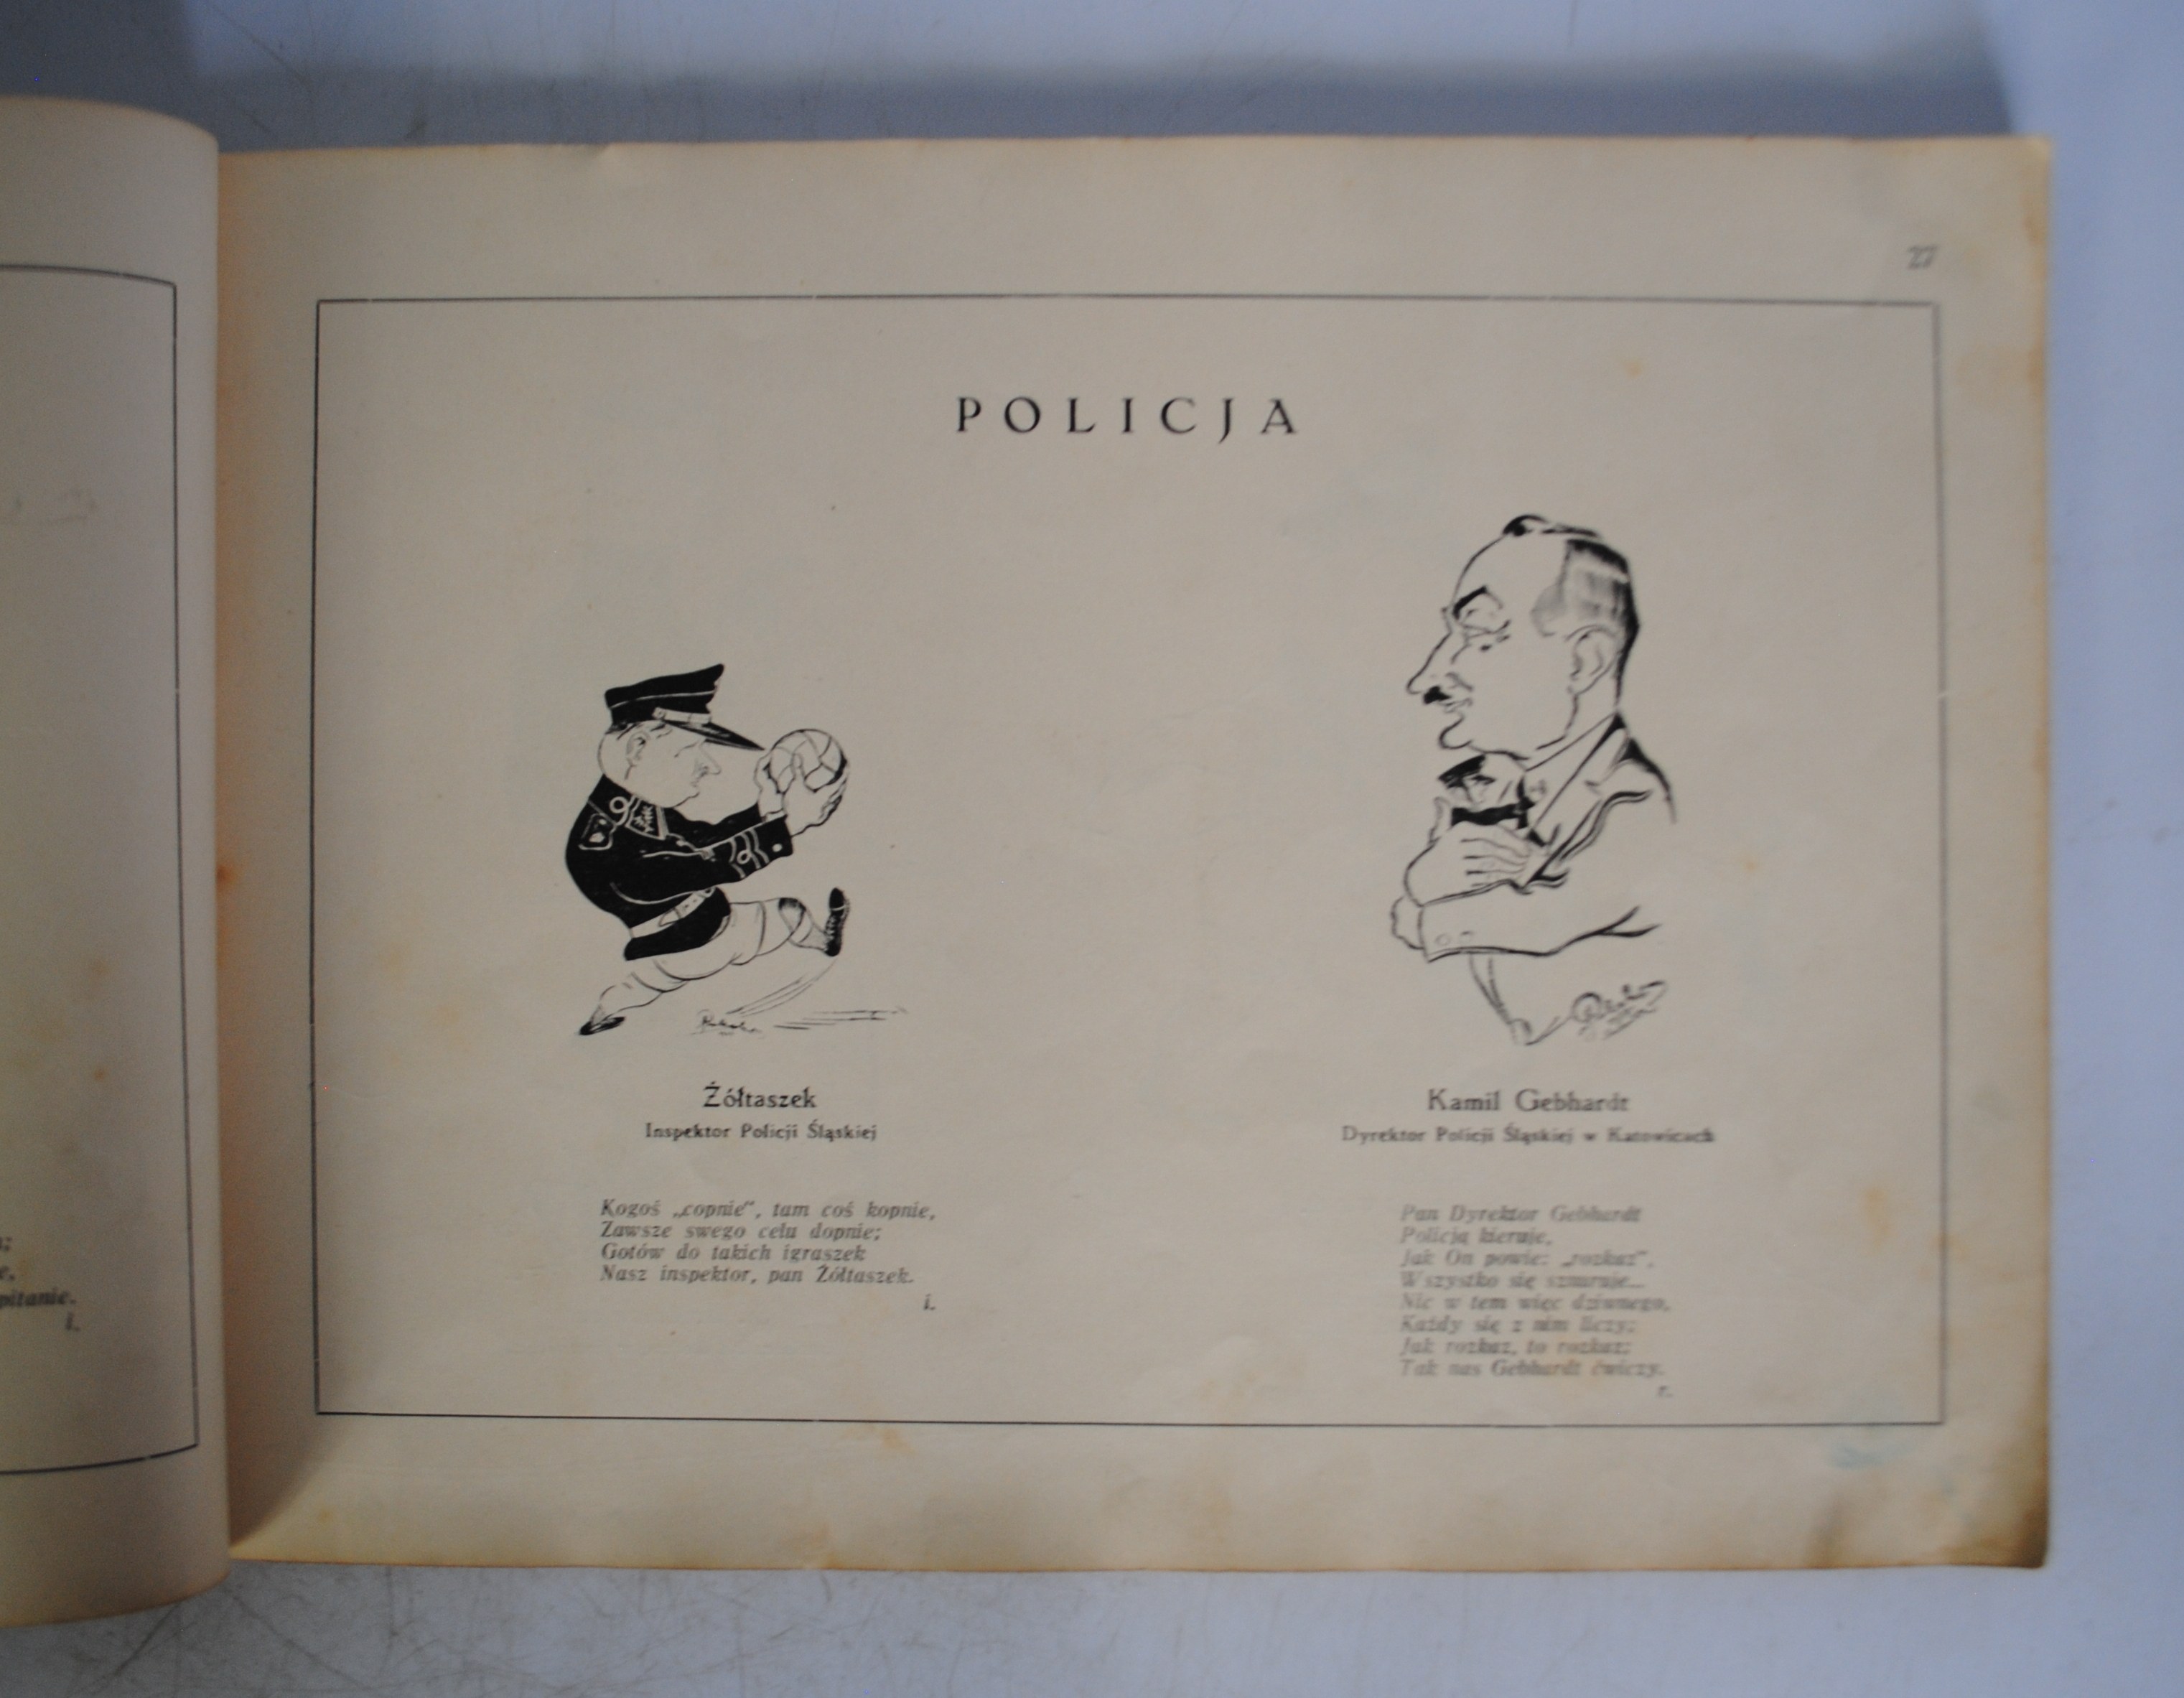 27
POLICJA
Żółtaszek
Inspektor Policji Śląskiej
Kogoś „copnie“, tam coś kopnie,
Zawsze swego celu dopnie;
Gotów do takich igraszek
Nasz inspektor, pan Żółtaszek.
i.
Kamil Gebhardt
Dyrektor Policji Śląskiej w Katowicach
Pan Dyrektor Gebhardt
Policją kieruje,
Jak On powie: „rozkaz“,
Wszystko się sznuruje...
Nic w tem więc dziwnego,
Każdy się z nim liczy;
Jak rozkaz, to rozkaz;
Tak nas Gebhardt ćwiczy.
r.
pitanie.
i.